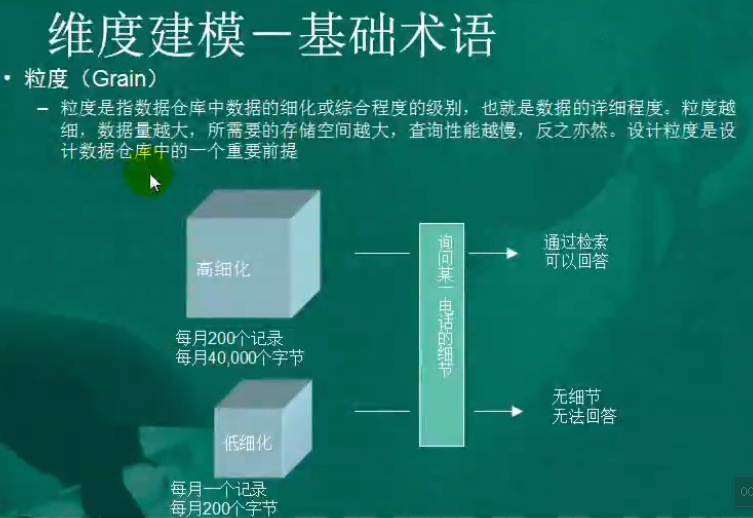 维度建模－基础术语
• 粒度（Grain）
– 粒度是指数据仓库中数据的细化或综合程度的级别，也就是数据的详细程度。粒度越
细，数据量越大，所需要的存储空间越大，查询性能越慢，反之亦然。设计粒度是设
计数据仓库中的一个重要前提
高细化
每月200个记录
每月40,000个字节
询问某一电话的细节
通过检索
可以回答
低细化
每月一个记录
每月200个字节
无细节
无法回答